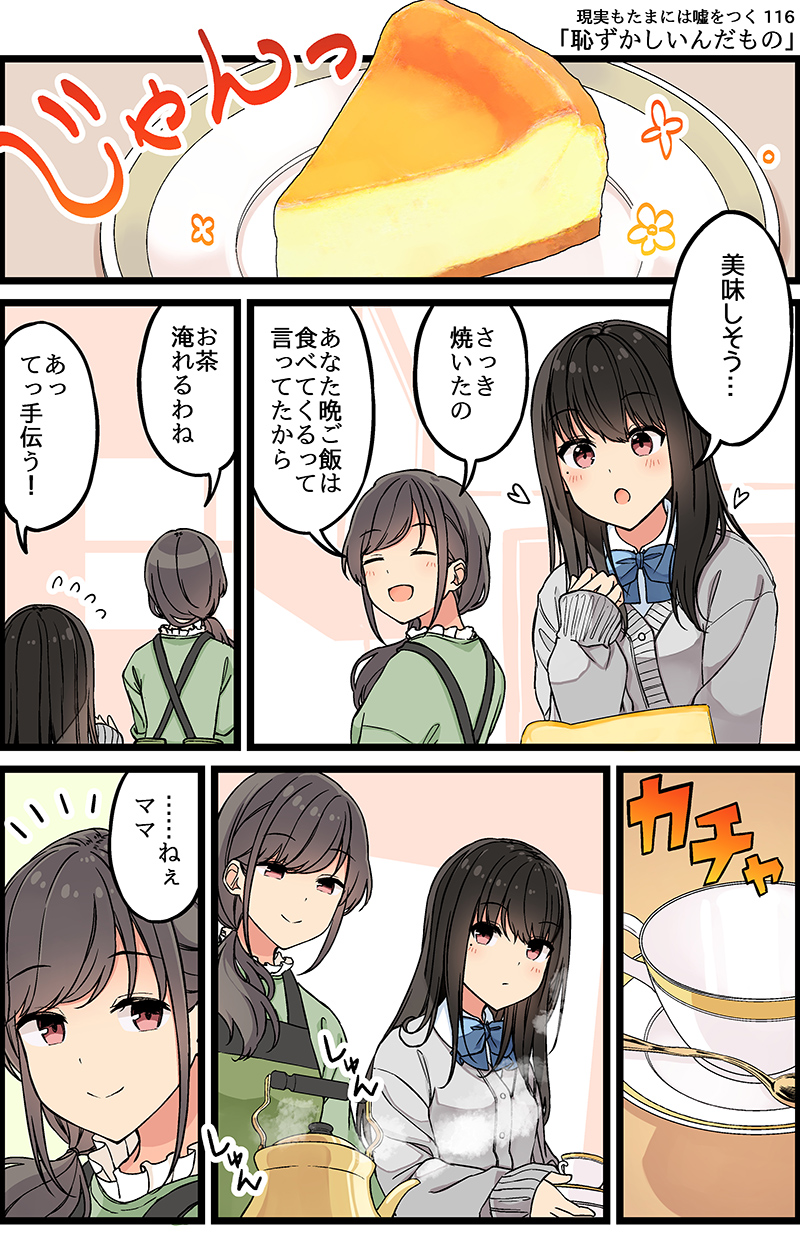 現実もたまには嘘をつく 116
「恥ずかしいんだもの」
じゃんっ
美味しそう…
さっき
焼いたの
あなた晩ご飯は
食べてくるって
言ってたから
お茶
淹れるわね
あっ
てっ手伝う!
カチャ
しゅん
しゅん
……ねぇ
ママ